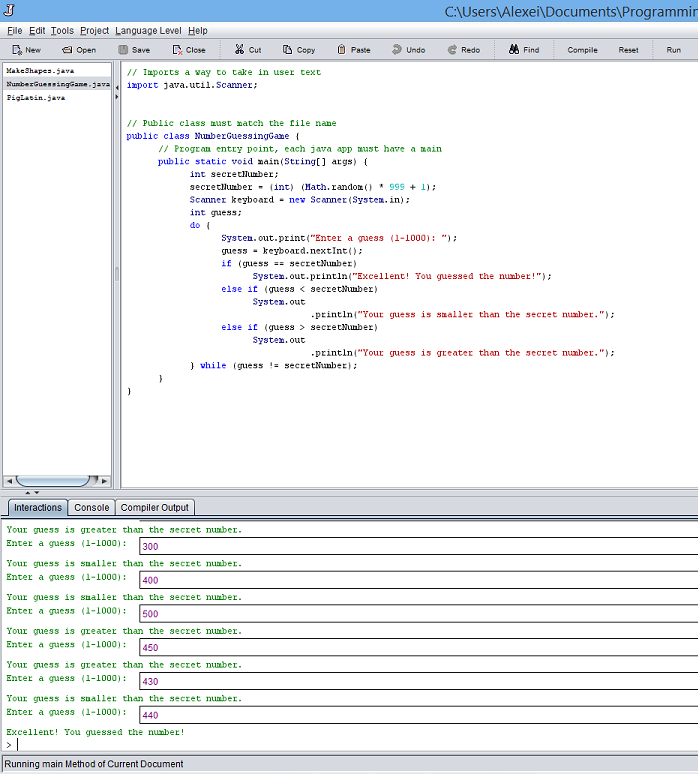 C:\Users\Alexei\Documents\Programmin
File Edit Tools Project Language Level Help
New Open Save Close Cut Copy Paste Undo Redo Find Compile Reset Run
MakeShapes.java
NumberGuessingGame.java
PigLatin.java
// Imports a way to take in user text
import java.util.Scanner;
// Public class must match the file name
public class NumberGuessingGame {
// Program entry point, each java app must have a main
public static void main(String[] args) {
int secretNumber;
secretNumber = (int) (Math.random() * 999 + 1);
Scanner keyboard = new Scanner(System.in);
int guess;
do {
System.out.print("Enter a guess (1-1000): ");
guess = keyboard.nextInt();
if (guess == secretNumber)
System.out.println("Excellent! You guessed the number!");
else if (guess < secretNumber)
System.out
.println("Your guess is smaller than the secret number.");
else if (guess > secretNumber)
System.out
.println("Your guess is greater than the secret number.");
} while (guess != secretNumber);
}
}
Interactions Console Compiler Output
Your guess is greater than the secret number.
Enter a guess (1-1000): 300
Your guess is smaller than the secret number.
Enter a guess (1-1000): 400
Your guess is smaller than the secret number.
Enter a guess (1-1000): 500
Your guess is greater than the secret number.
Enter a guess (1-1000): 450
Your guess is greater than the secret number.
Enter a guess (1-1000): 430
Your guess is smaller than the secret number.
Enter a guess (1-1000): 440
Excellent! You guessed the number!
>
Running main Method of Current Document